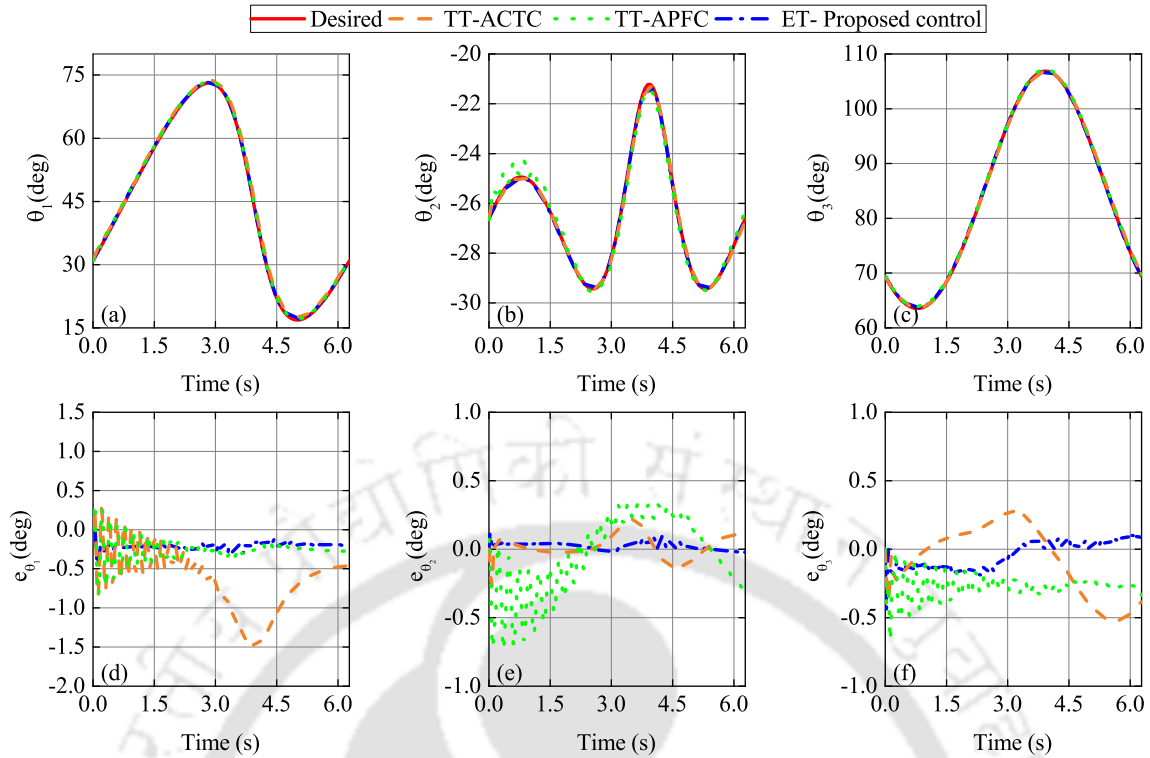 Desired TT-ACTC TT-APFC ET- Proposed control
75
60
45
30
15
θ1(deg)
(a)
0.0 1.5 3.0 4.5 6.0
Time (s)
-20
-22
-24
-26
-28
-30
θ2(deg)
(b)
0.0 1.5 3.0 4.5 6.0
Time (s)
110
100
90
80
70
60
θ3(deg)
(c)
0.0 1.5 3.0 4.5 6.0
Time (s)
1.5
1.0
0.5
0.0
-0.5
-1.0
-1.5
-2.0
eθ1(deg)
(d)
0.0 1.5 3.0 4.5 6.0
Time (s)
1.0
0.5
0.0
-0.5
-1.0
eθ2(deg)
(e)
0.0 1.5 3.0 4.5 6.0
Time (s)
1.0
0.5
0.0
-0.5
-1.0
eθ3(deg)
(f)
0.0 1.5 3.0 4.5 6.0
Time (s)